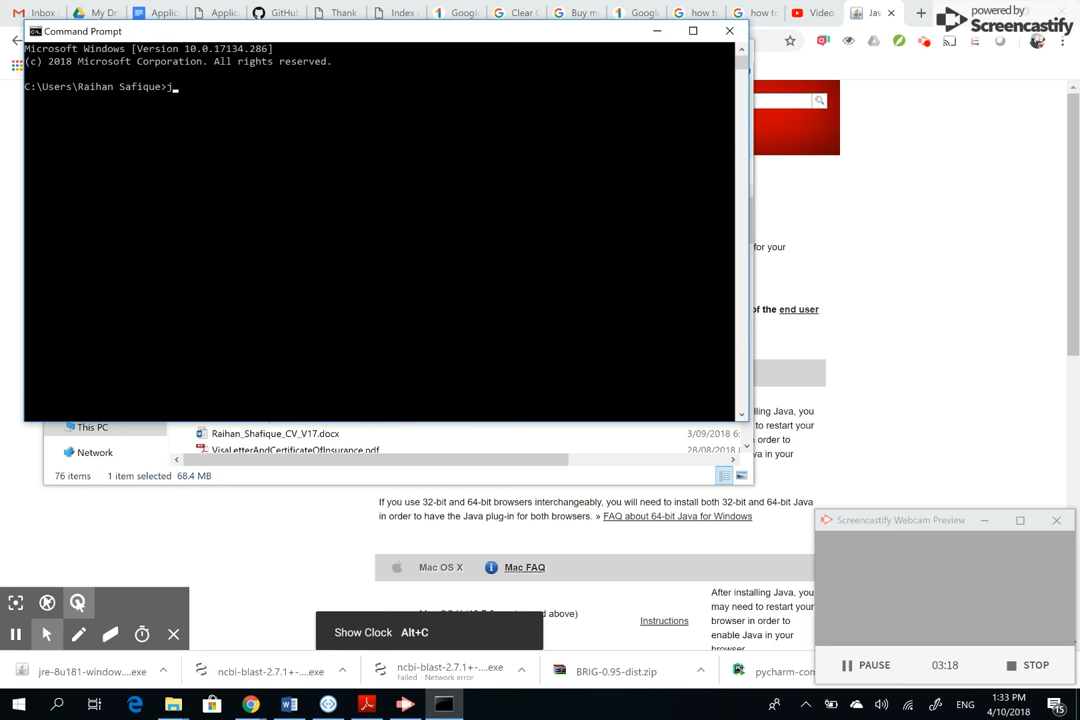 Inbox
My Dr
Applic
Applic
GitHu
Thank
Index
Google
Clear
Buy m
Google
how to
how to
Video
Jav
powered by
Screencastify
Command Prompt
Microsoft Windows [Version 10.0.17134.286]
(c) 2018 Microsoft Corporation. All rights reserved.
C:\Users\Raihan Safique>j_
for your
of the end user
lling Java, you
to restart your
order to
va in your
This PC
Raihan_Shafique_CV_V17.docx
3/09/2018 6:
Network
VisaLetterAndCertificateOfInsurance.pdf
28/08/2018
76 items
1 item selected 68.4 MB
If you use 32-bit and 64-bit browsers interchangeably, you will need to install both 32-bit and 64-bit Java
in order to have the Java plug-in for both browsers. » FAQ about 64-bit Java for Windows
Screencastify Webcam Preview
Mac OS X
Mac FAQ
and above)
Instructions
After installing Java, you
may need to restart your
browser in order to
enable Java in your
browser.
Show Clock Alt+C
PAUSE
03:18
STOP
jre-8u181-window....exe
ncbi-blast-2.7.1+-....exe
ncbi-blast-2.7.1+-....exe
Failed - Network error
BRIG-0.95-dist.zip
pycharm-com
ENG
1:33 PM
4/10/2018
15